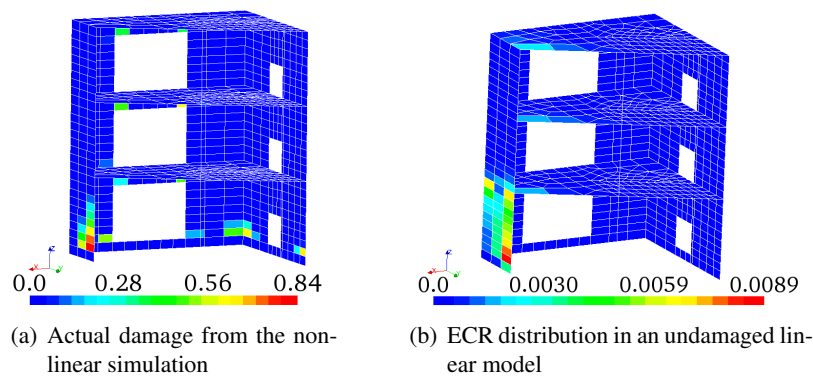 Z
X
Y
0.0 0.28 0.56 0.84
(a) Actual damage from the non-
linear simulation
Z
X
Y
0.0 0.0030 0.0059 0.0089
(b) ECR distribution in an undamaged lin-
ear model